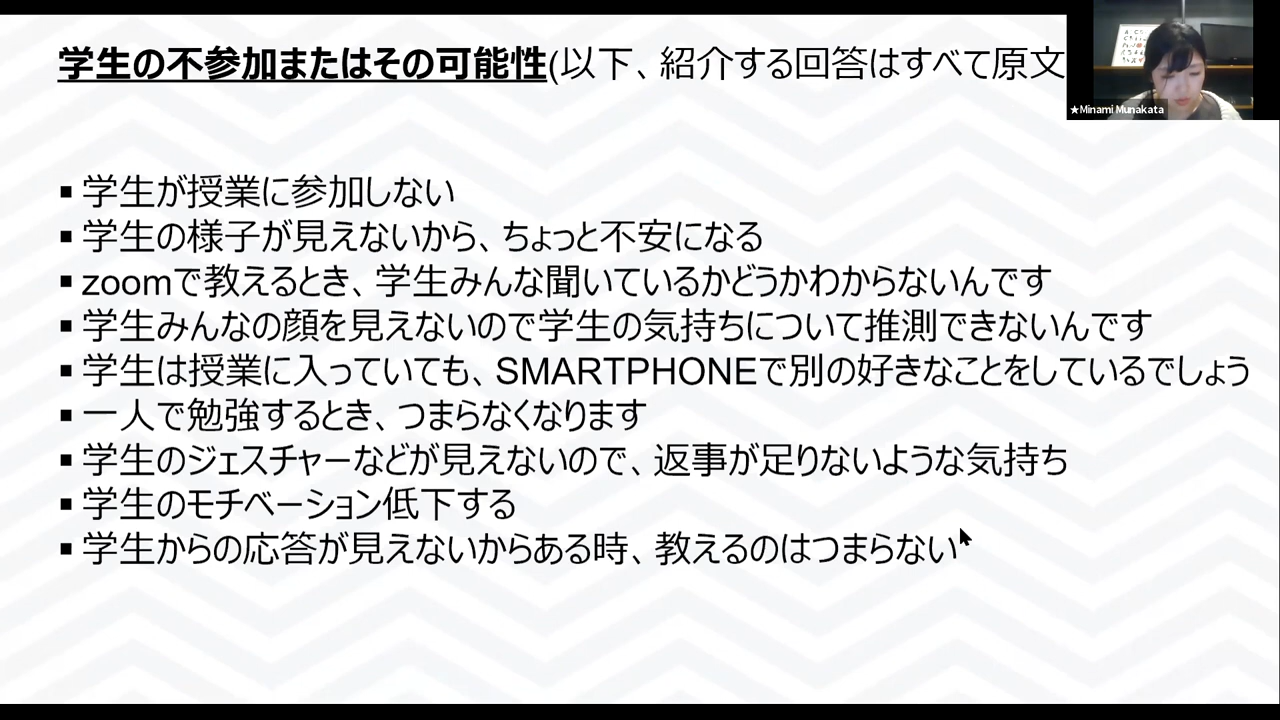 学生の不参加またはその可能性(以下、紹介する回答はすべて原文
★Minami Munakata
▪ 学生が授業に参加しない
▪ 学生の様子が見えないから、ちょっと不安になる
▪ zoomで教えるとき、学生みんな聞いているかどうかわからないんです
▪ 学生みんなの顔を見えないので学生の気持ちについて推測できないんです
▪ 学生は授業に入っていても、SMARTPHONEで別の好きなことをしているでしょう
▪ 一人で勉強するとき、つまらなくなります
▪ 学生のジェスチャーなどが見えないので、返事が足りないような気持ち
▪ 学生のモチベーション低下する
▪ 学生からの応答が見えないからある時、教えるのはつまらない